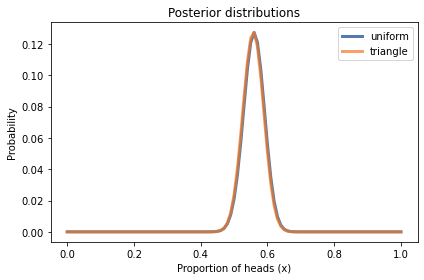 Posterior distributions
uniform
triangle
Probability
0.12
0.10
0.08
0.06
0.04
0.02
0.00
0.0 0.2 0.4 0.6 0.8 1.0
Proportion of heads (x)